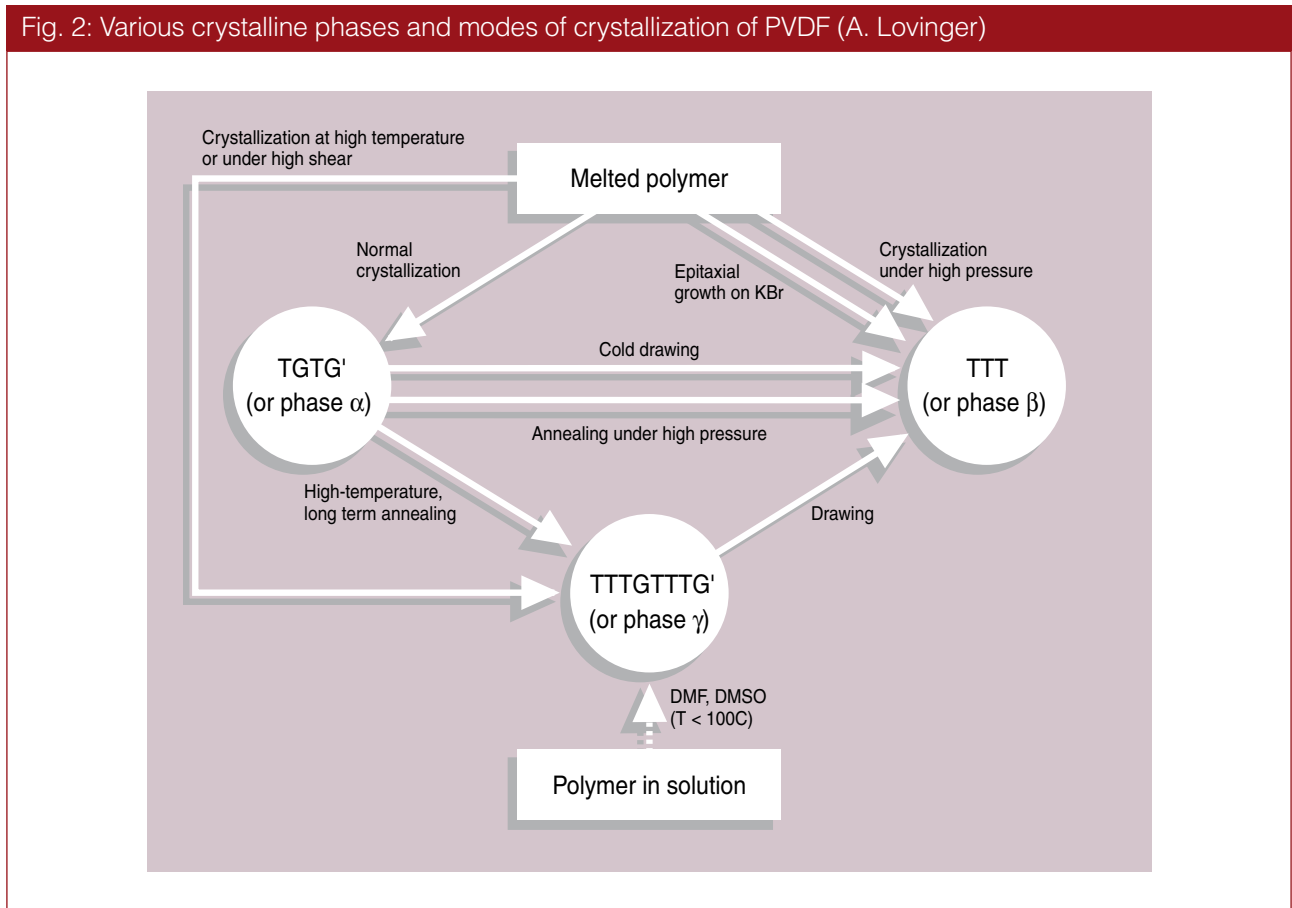 Fig. 2: Various crystalline phases and modes of crystallization of PVDF (A. Lovinger)
Crystallization at high temperature
or under high shear
Melted polymer
Normal
crystallization
Epitaxial
growth on KBr
Crystallization
under high pressure
TGTG'
(or phase α)
Cold drawing
TTT
(or phase β)
Annealing under high pressure
High-temperature,
long term annealing
Drawing
TTTGTTTG'
(or phase γ)
DMF, DMSO
(T < 100C)
Polymer in solution